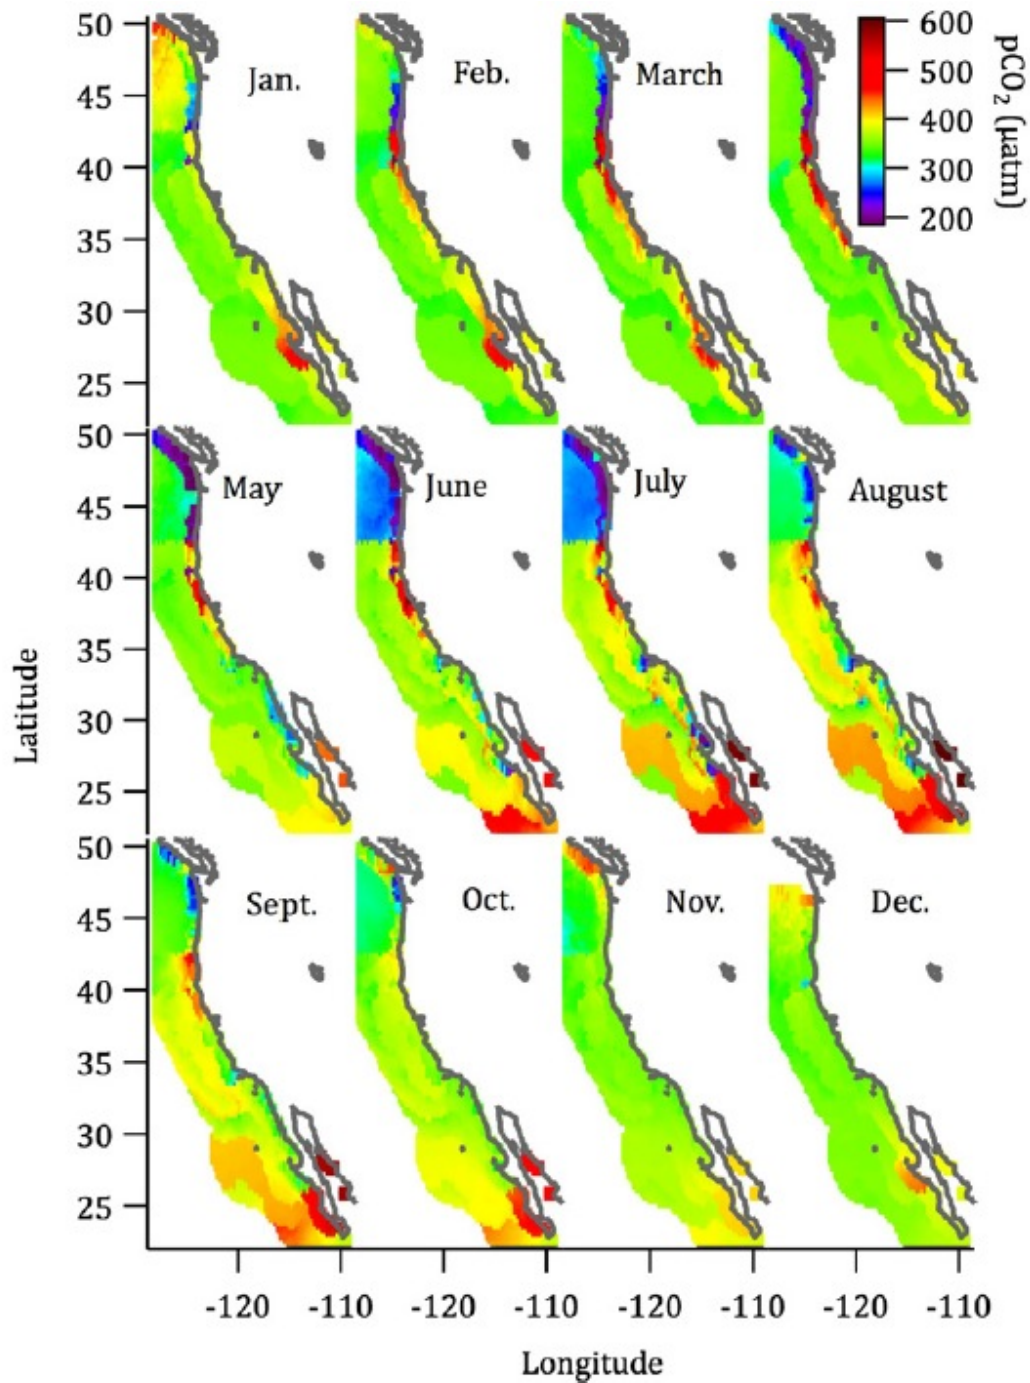 50
45
40
35
30
25
Jan.
Feb.
March
600
500
400
300
200
pCO₂ (µatm)
50
45
40
35
30
25
May
June
July
August
Latitude
50
45
40
35
30
25
Sept.
Oct.
Nov.
Dec.
-120 -110 -120 -110 -120 -110 -120 -110
Longitude